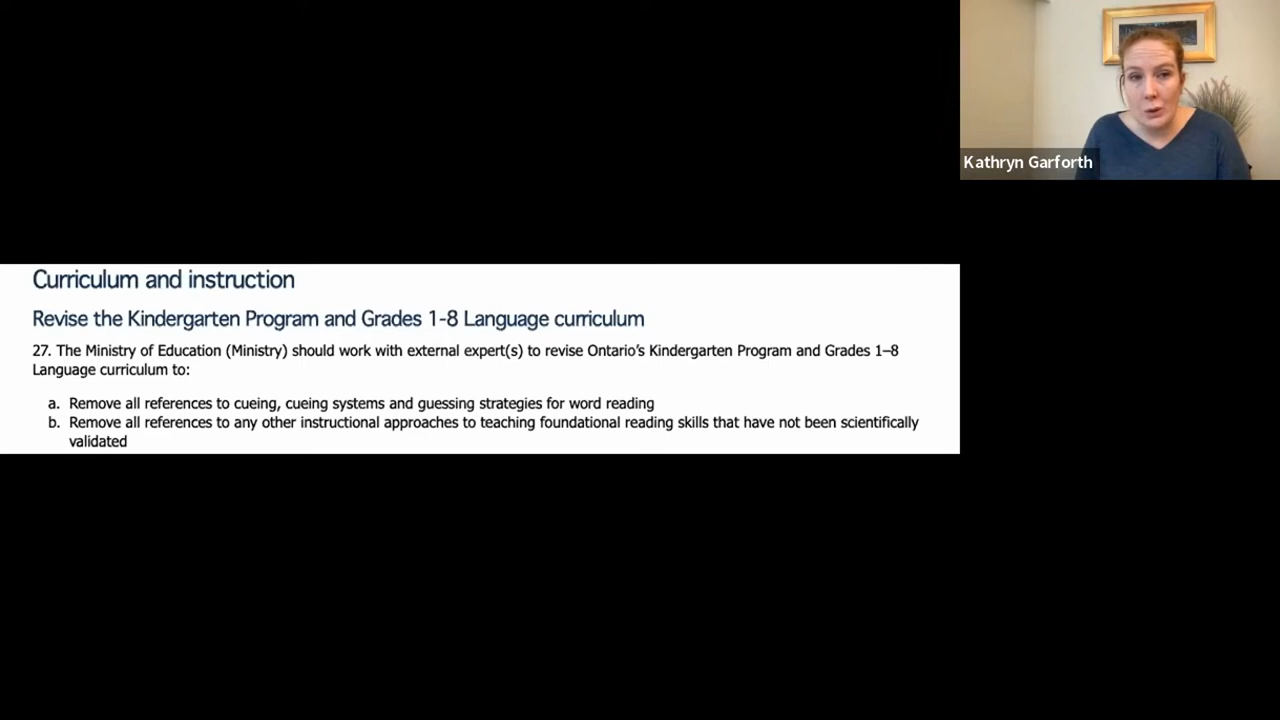 Kathryn Garforth
Curriculum and instruction
Revise the Kindergarten Program and Grades 1-8 Language curriculum
27. The Ministry of Education (Ministry) should work with external expert(s) to revise Ontario's Kindergarten Program and Grades 1–8
Language curriculum to:
a. Remove all references to cueing, cueing systems and guessing strategies for word reading
b. Remove all references to any other instructional approaches to teaching foundational reading skills that have not been scientifically
validated